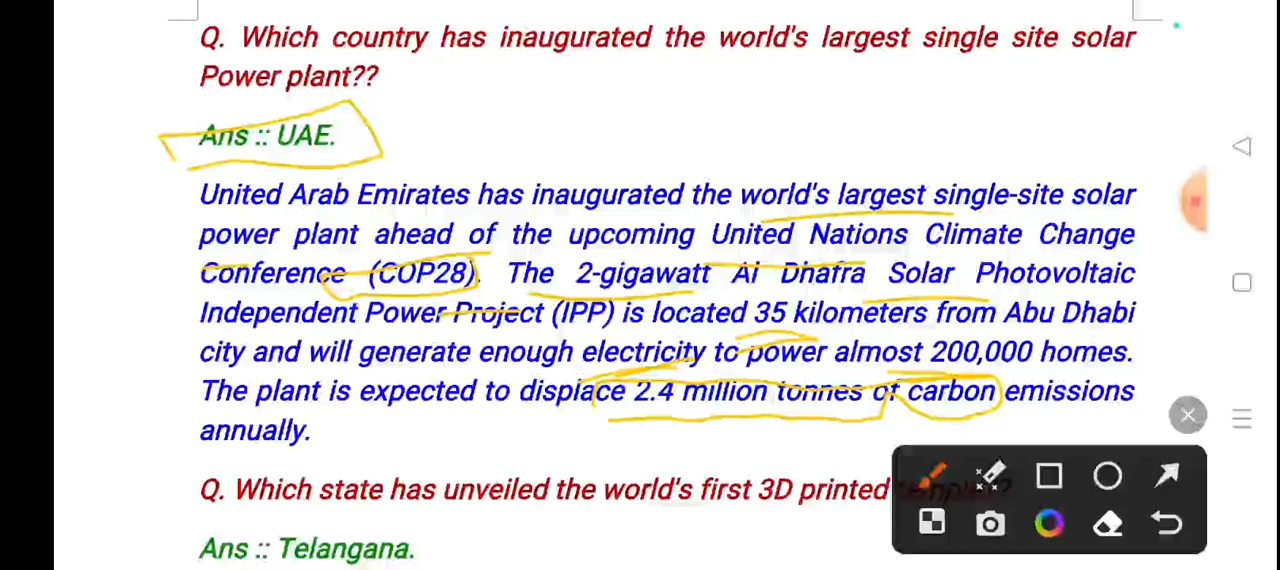 Q. Which country has inaugurated the world's largest single site solar
Power plant??
Ans :: UAE.
United Arab Emirates has inaugurated the world's largest single-site solar
power plant ahead of the upcoming United Nations Climate Change
Conference (COP28). The 2-gigawatt Al Dhafra Solar Photovoltaic
Independent Power Project (IPP) is located 35 kilometers from Abu Dhabi
city and will generate enough electricity to power almost 200,000 homes.
The plant is expected to displace 2.4 million tonnes of carbon emissions
annually.
Q. Which state has unveiled the world's first 3D printed temple?
Ans :: Telangana.